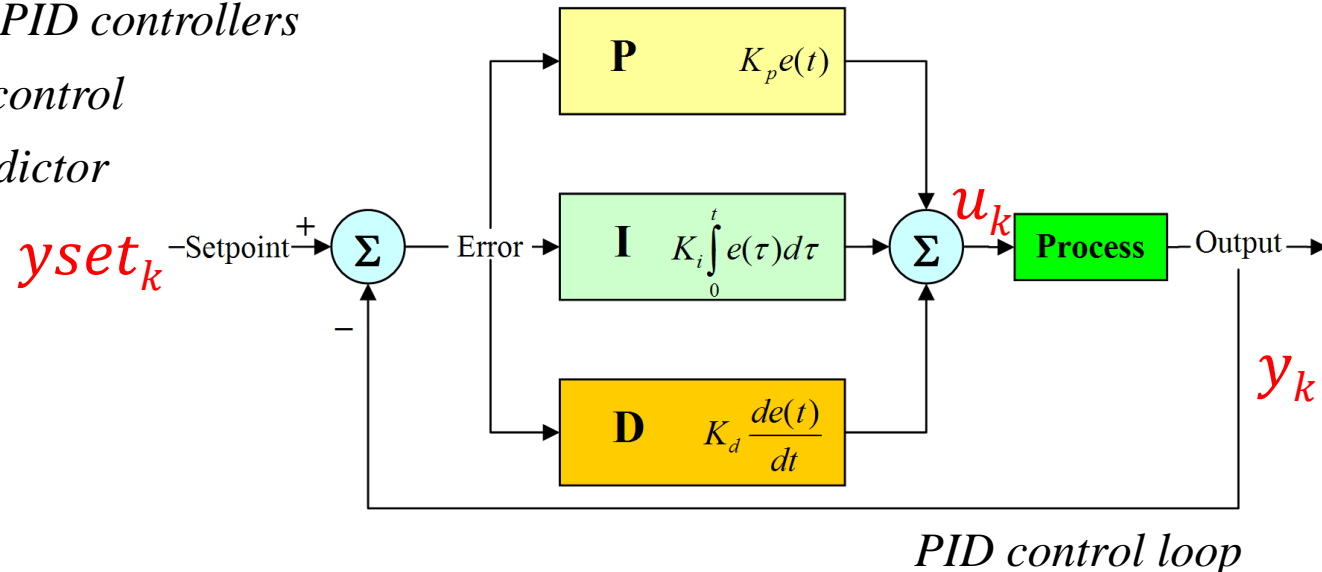 PID controllers
control
dictor
P K_p e(t)
yset_k
−Setpoint
+
Σ
−
Error
I K_i ∫_0^t e(τ)dτ
Σ
u_k
Process
Output
D K_d de(t)/dt
y_k
PID control loop